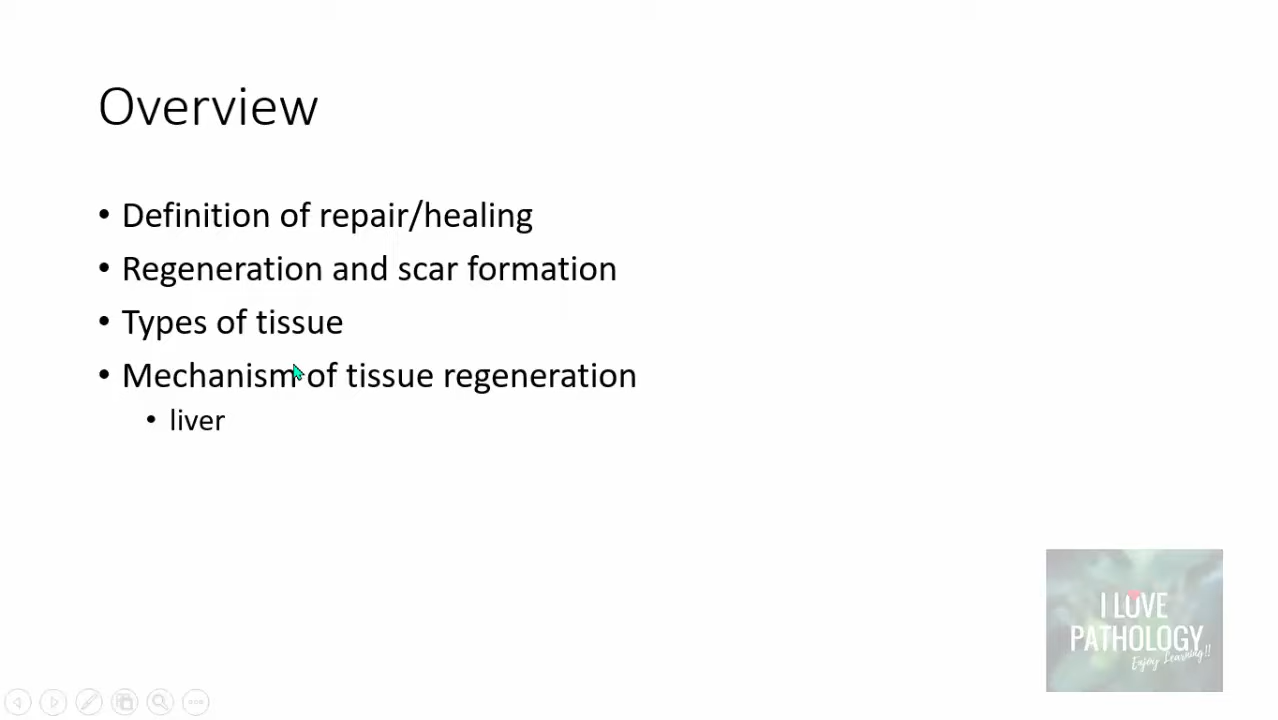 Overview
• Definition of repair/healing
• Regeneration and scar formation
• Types of tissue
• Mechanism of tissue regeneration
• liver
I LOVE
PATHOLOGY
Enjoy Learning!!